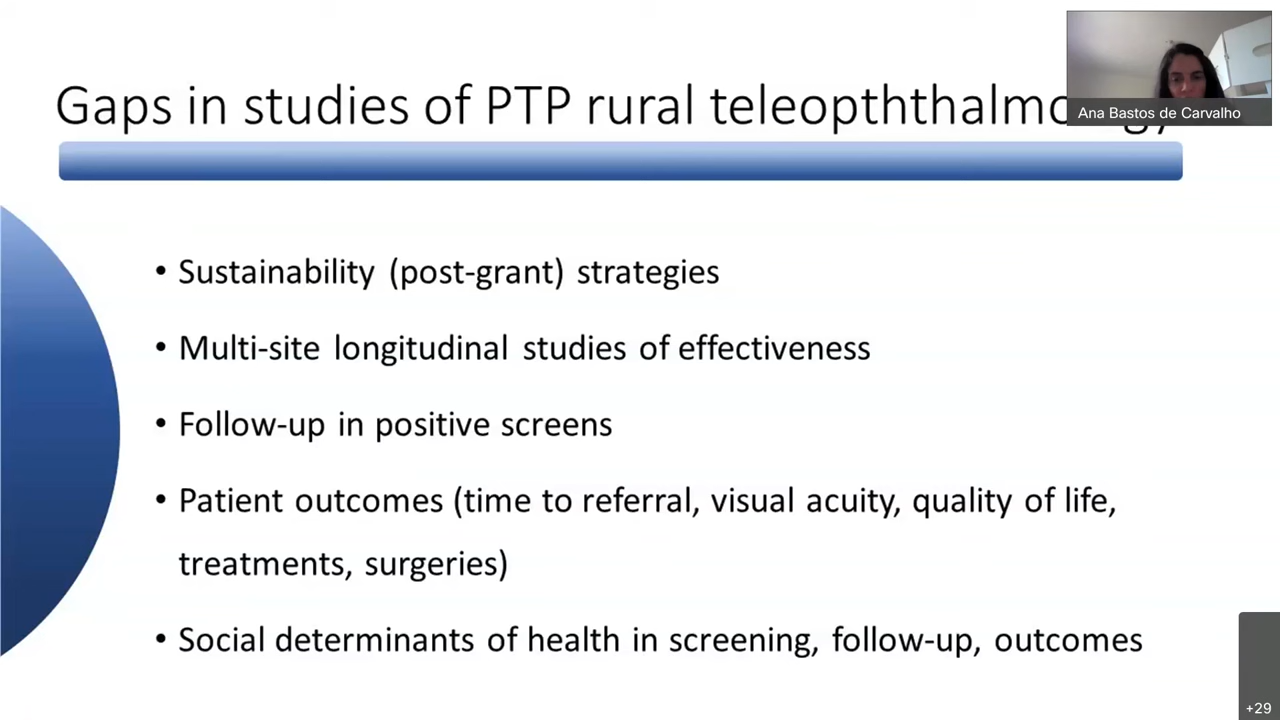 Gaps in studies of PTP rural
Ana Bastos de Carvalho
• Sustainability (post-grant) strategies
• Multi-site longitudinal studies of effectiveness
• Follow-up in positive screens
• Patient outcomes (time to referral, visual acuity, quality of life,
treatments, surgeries)
• Social determinants of health in screening, follow-up, outcomes
+29